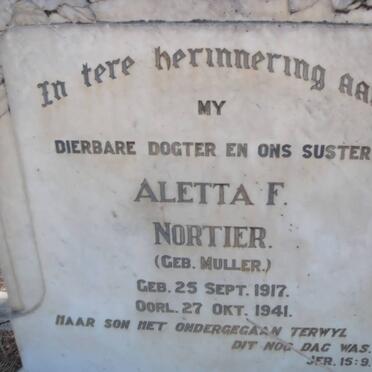 In tere herinnering aan
MY
DIERBARE DOGTER EN ONS SUSTER
ALETTA F.
NORTIER.
(GEB. MULLER.)
GEB. 25 SEPT. 1917.
OORL. 27 OKT. 1941.
HAAR SON HET ONDERGEGAAN TERWYL
DIT NOG DAG WAS.
JER. 15:9.